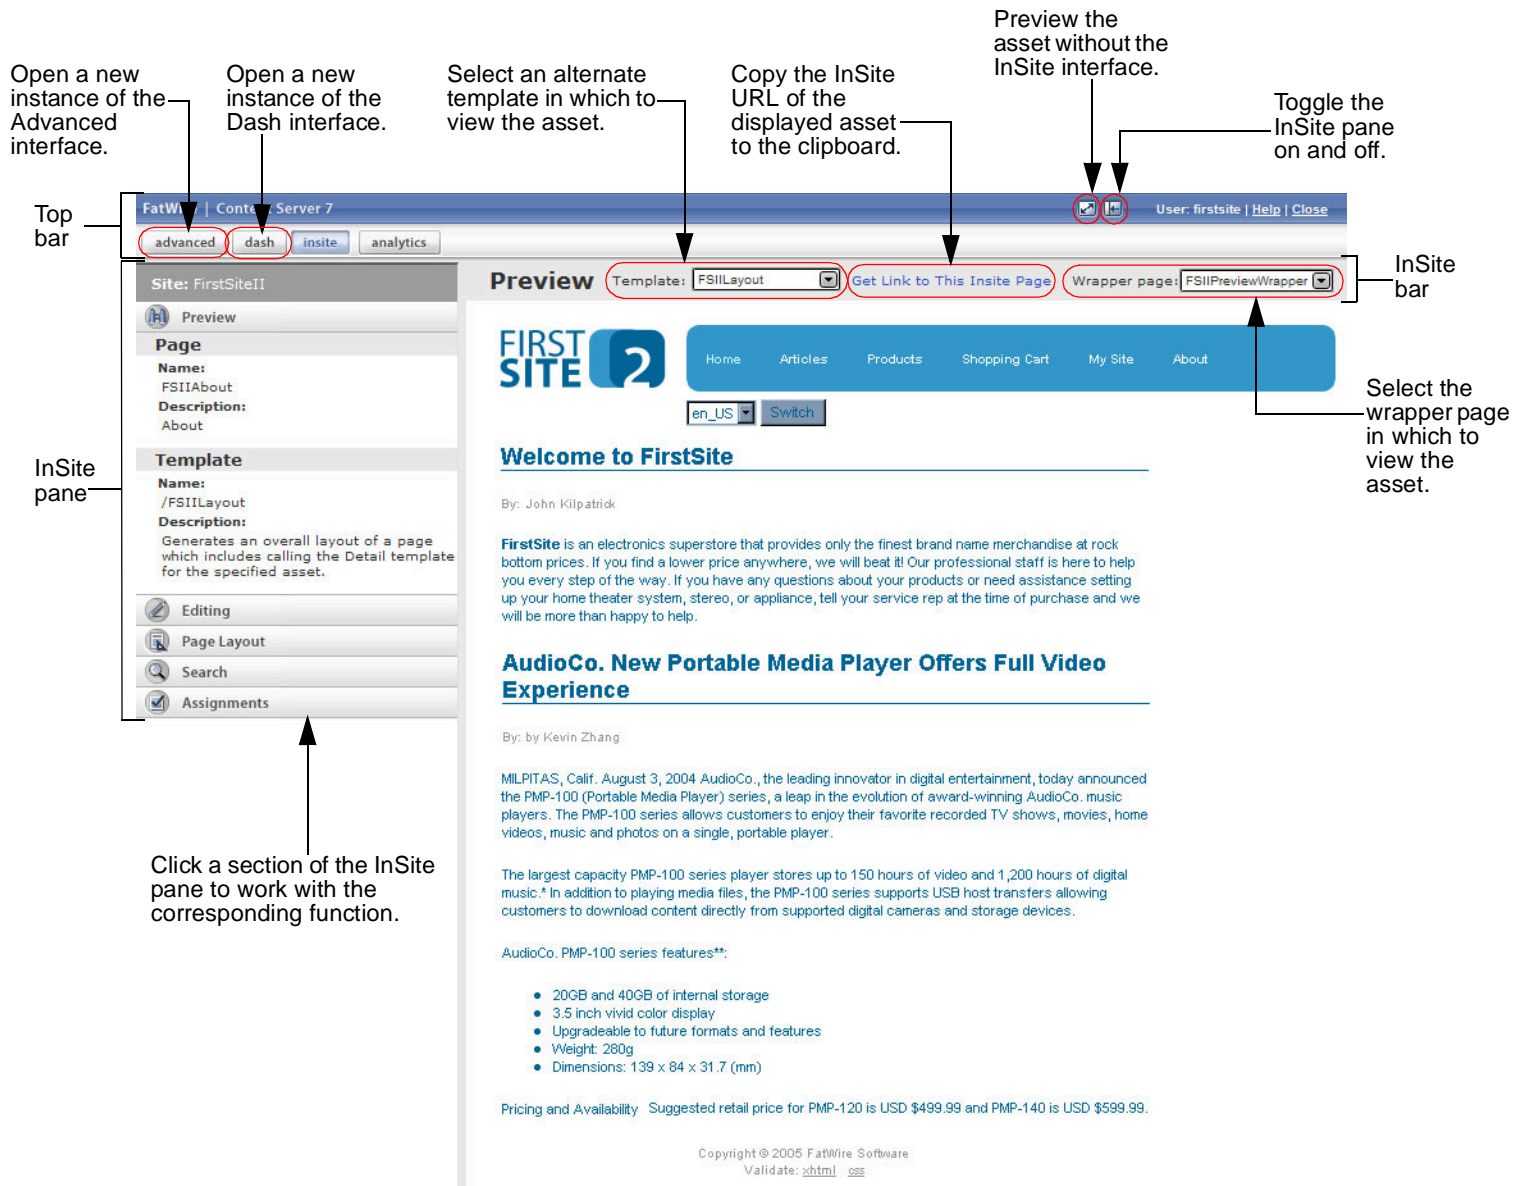 Preview the
asset without the
InSite interface.
Open a new
instance of the
Advanced
interface.
Open a new
instance of the
Dash interface.
Select an alternate
template in which to
view the asset.
Copy the InSite
URL of the
displayed asset
to the clipboard.
Toggle the
InSite pane
on and off.
Top
bar
FatWire | Content Server 7
User: firstsite | Help | Close
advanced
dash
insite
analytics
InSite
bar
Site: FirstSiteII
Preview
Template: FSIILayout
Get Link to This Insite Page
Wrapper page: FSIIPreviewWrapper
Preview
Page
Name:
FSIIAbout
Description:
About
Template
Name:
/FSIILayout
Description:
Generates an overall layout of a page
which includes calling the Detail template
for the specified asset.
Editing
Page Layout
Search
Assignments
InSite
pane
Click a section of the InSite
pane to work with the
corresponding function.
FIRST
SITE 2
Home
Articles
Products
Shopping Cart
My Site
About
en_US
Switch
Select the
wrapper page
in which to
view the
asset.
Welcome to FirstSite
By: John Kilpatrick
FirstSite is an electronics superstore that provides only the finest brand name merchandise at rock
bottom prices. If you find a lower price anywhere, we will beat it! Our professional staff is here to help
you every step of the way. If you have any questions about your products or need assistance setting
up your home theater system, stereo, or appliance, tell your service rep at the time of purchase and we
will be more than happy to help.
AudioCo. New Portable Media Player Offers Full Video
Experience
By: by Kevin Zhang
MILPITAS, Calif. August 3, 2004 AudioCo., the leading innovator in digital entertainment, today announced
the PMP-100 (Portable Media Player) series, a leap in the evolution of award-winning AudioCo. music
players. The PMP-100 series allows customers to enjoy their favorite recorded TV shows, movies, home
videos, music and photos on a single, portable player.
The largest capacity PMP-100 series player stores up to 150 hours of video and 1,200 hours of digital
music.* In addition to playing media files, the PMP-100 series supports USB host transfers allowing
customers to download content directly from supported digital cameras and storage devices.
AudioCo. PMP-100 series features**:
• 20GB and 40GB of internal storage
• 3.5 inch vivid color display
• Upgradeable to future formats and features
• Weight: 280g
• Dimensions: 139 x 84 x 31.7 (mm)
Pricing and Availability Suggested retail price for PMP-120 is USD $499.99 and PMP-140 is USD $599.99.
Copyright © 2005 FatWire Software
Validate: xhtml css